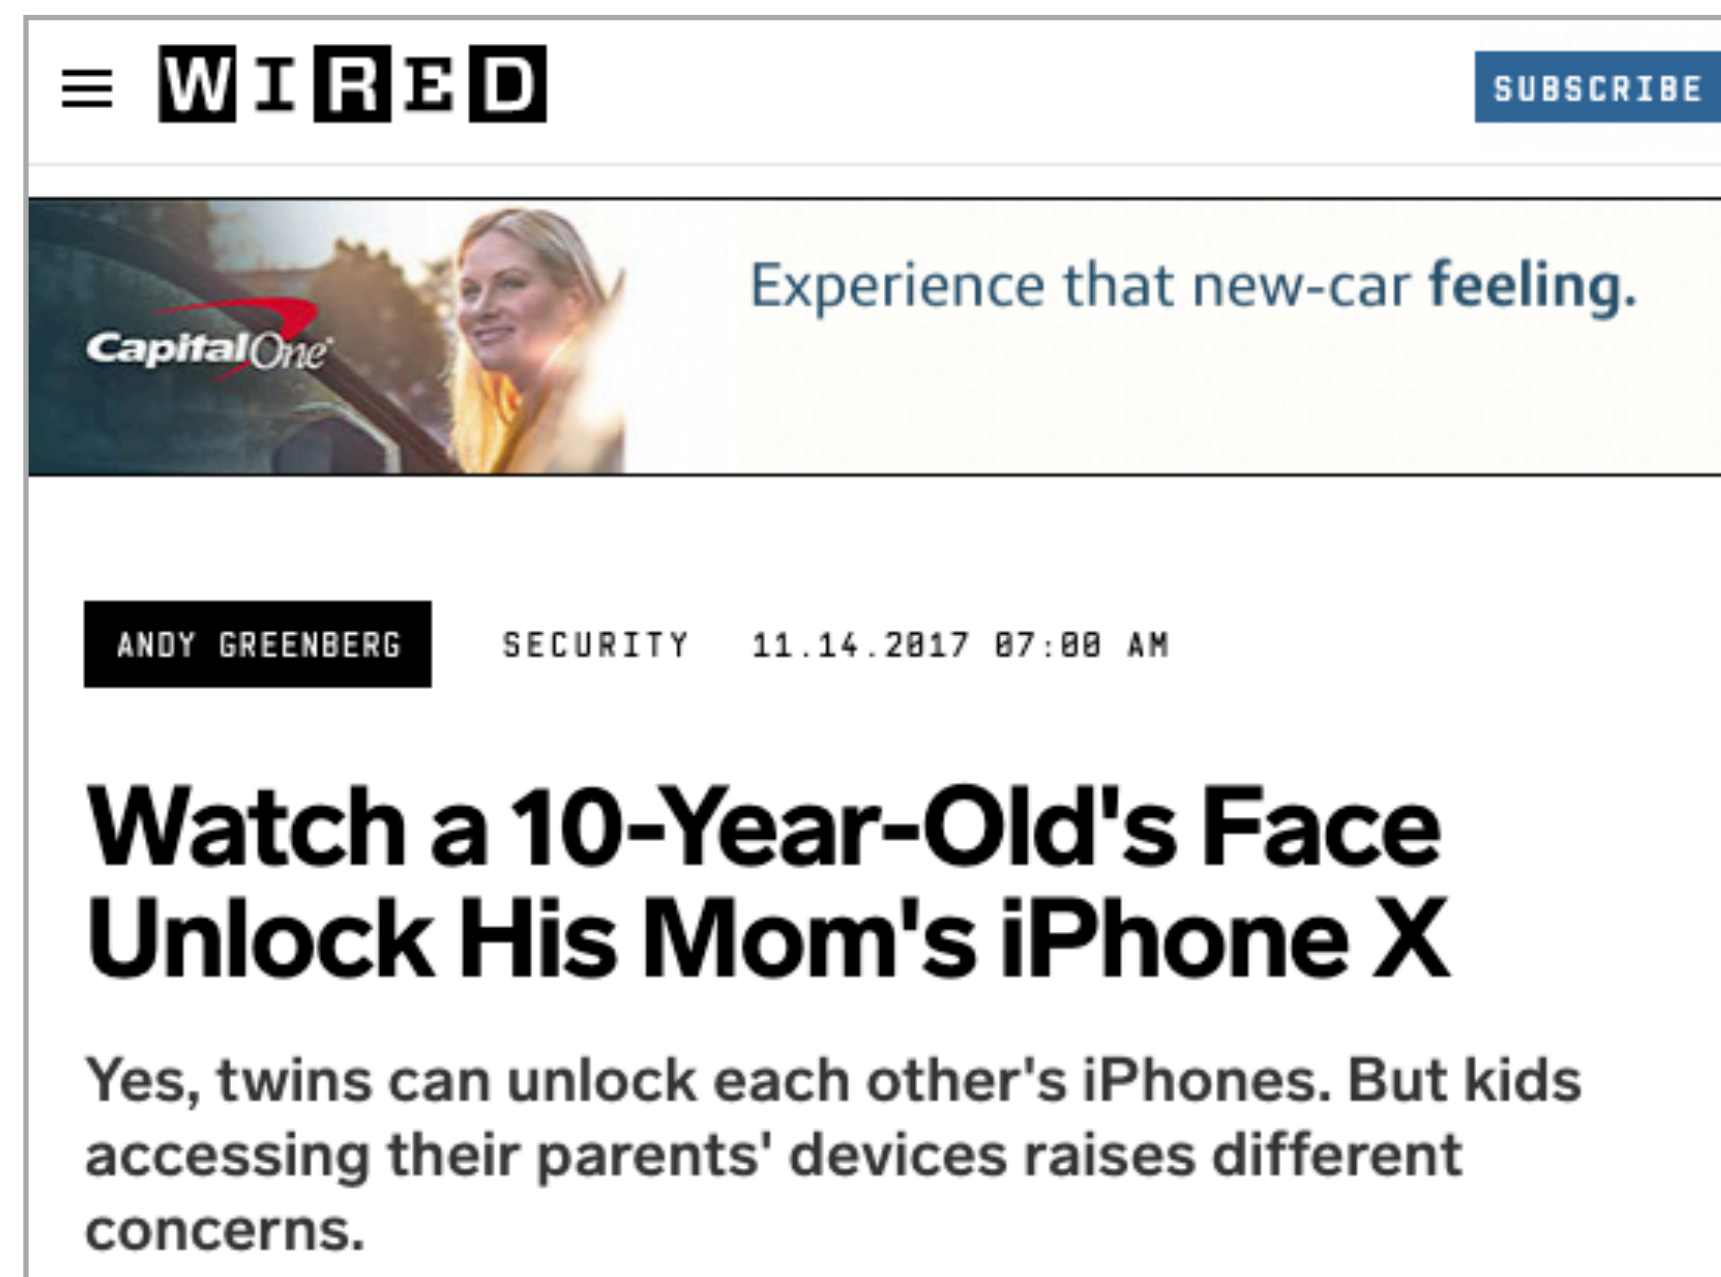 WIRED
SUBSCRIBE
CapitalOne
Experience that new-car feeling.
ANDY GREENBERG SECURITY 11.14.2017 07:00 AM
Watch a 10-Year-Old's Face
Unlock His Mom's iPhone X
Yes, twins can unlock each other's iPhones. But kids
accessing their parents' devices raises different
concerns.